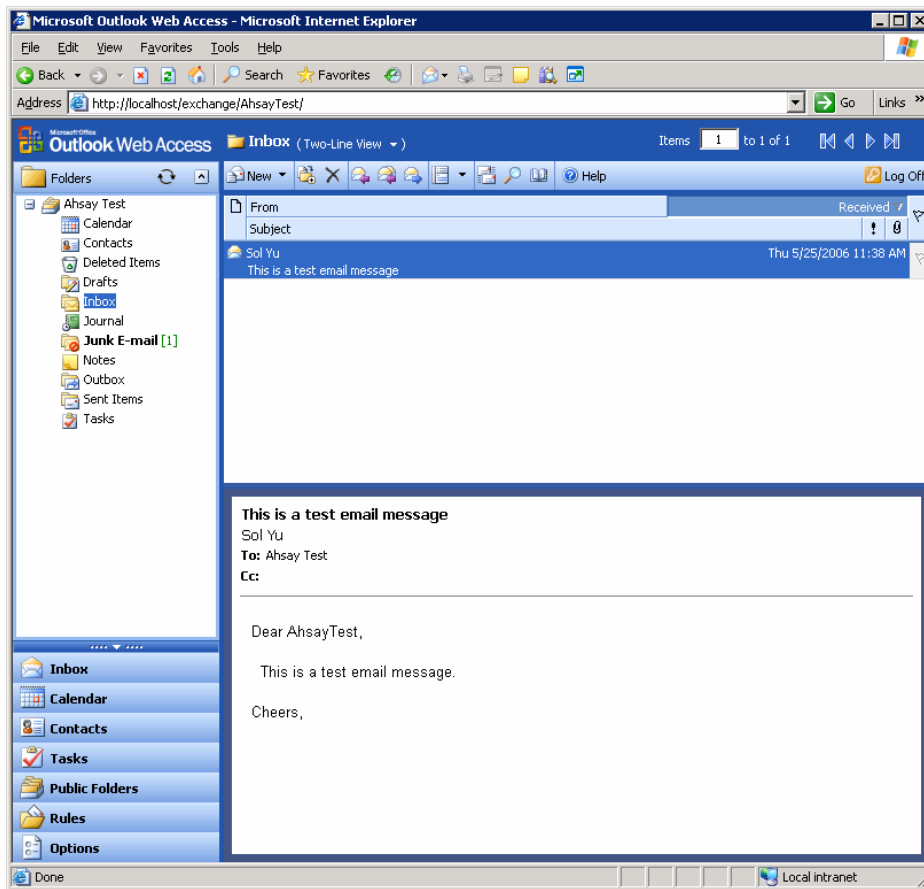 Microsoft Outlook Web Access - Microsoft Internet Explorer
File Edit View Favorites Tools Help
Back Search Favorites
Address http://localhost/exchange/AhsayTest/ Go Links »
Microsoft Office
Outlook Web Access Inbox (Two-Line View ) Items 1 to 1 of 1
Folders New Help Log Off
From Received
Subject
Ahsay Test
Calendar
Contacts
Deleted Items
Drafts
Inbox
Journal
Junk E-mail [1]
Notes
Outbox
Sent Items
Tasks
Sol Yu Thu 5/25/2006 11:38 AM
This is a test email message
This is a test email message
Sol Yu
To: Ahsay Test
Cc:
Dear AhsayTest,
This is a test email message.
Cheers,
Inbox
Calendar
Contacts
Tasks
Public Folders
Rules
Options
Done Local intranet